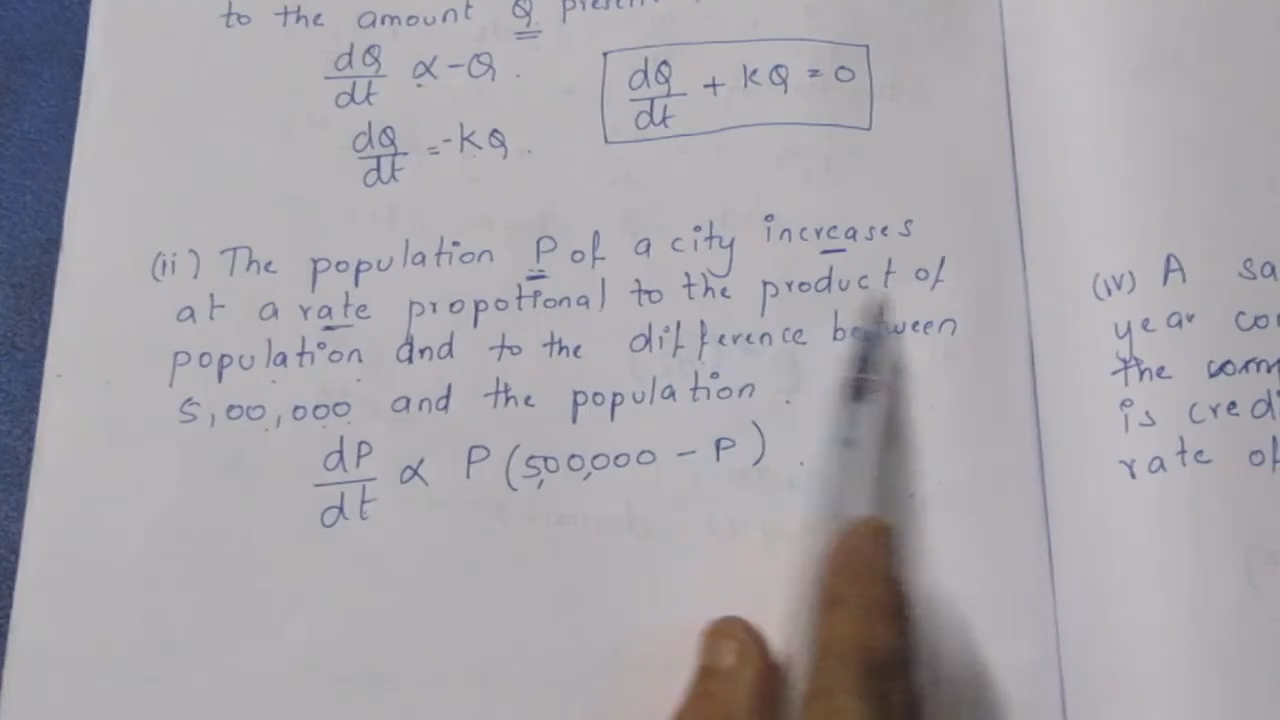 to the amount Q
dQ/dt ∝ -Q.
dQ/dt + kQ = 0
dQ/dt = -kQ.
(ii) The population P of a city increases
at a rate propotional to the product of
population and to the difference between
5,00,000 and the population.
dP/dt ∝ P(5,00,000 - P).
(iv) A
year
the
is
rate of